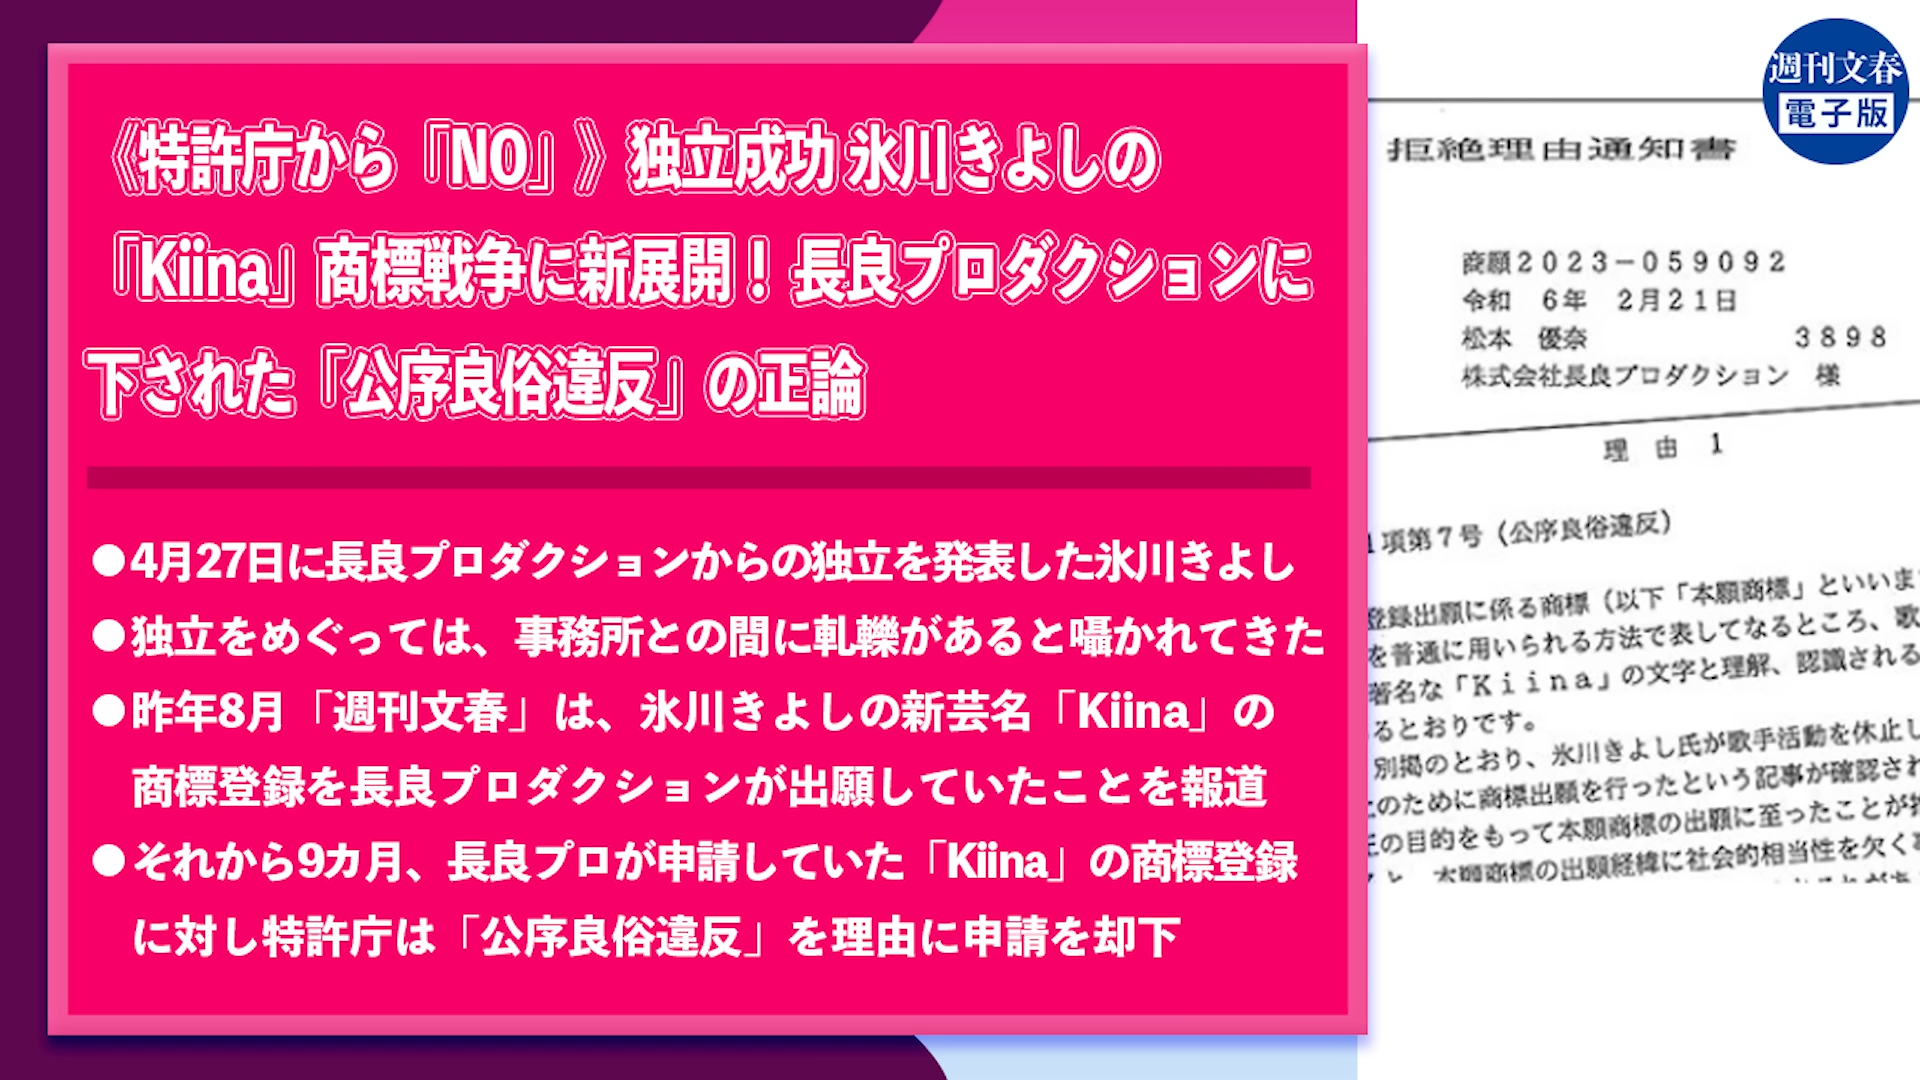 《特許庁から「NO」》独立成功 氷川きよしの
「Kiina」商標戦争に新展開！長良プロダクションに
下された「公序良俗違反」の正論
●4月27日に長良プロダクションからの独立を発表した氷川きよし
●独立をめぐっては、事務所との間に軋轢があると囁かれてきた
●昨年8月「週刊文春」は、氷川きよしの新芸名「Kiina」の
商標登録を長良プロダクションが出願していたことを報道
●それから9カ月、長良プロが申請していた「Kiina」の商標登録
に対し特許庁は「公序良俗違反」を理由に申請を却下
週刊文春
電子版
拒絶理由通知書
商願2023-059092
令和 6年 2月21日
松本 優奈 3898
株式会社長良プロダクション 様
理 由 1
項第7号（公序良俗違反）
登録出願に係る商標（以下「本願商標」といいま
を普通に用いられる方法で表してなるところ、歌
著名な「Kiina」の文字と理解、認識される
るとおりです。
別掲のとおり、氷川きよし氏が歌手活動を休止し
のために商標出願を行ったという記事が確認され
の目的をもって本願商標の出願に至ったことが
と、本願商標の出願経緯に社会的相当性を欠く